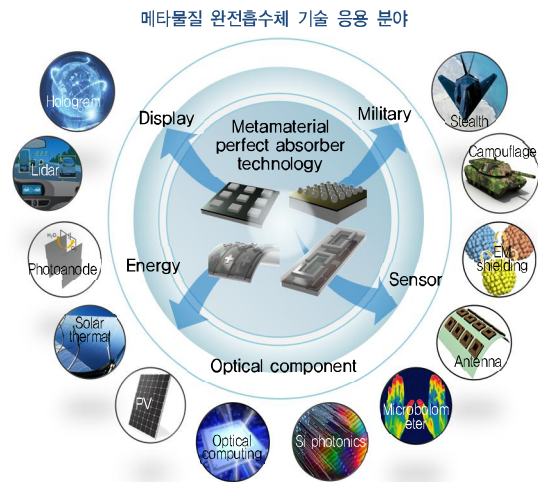 메타물질 완전흡수체 기술 응용 분야
Hologram
Display
Military
Stealth
Metamaterial
perfect absorber
technology
Lidar
Camouflage
H₂O
Photoanode
Energy
Sensor
EM
shielding
Solar
thermal
Optical component
Antenna
PV
Optical
computing
Si photonics
Microbolom
eter